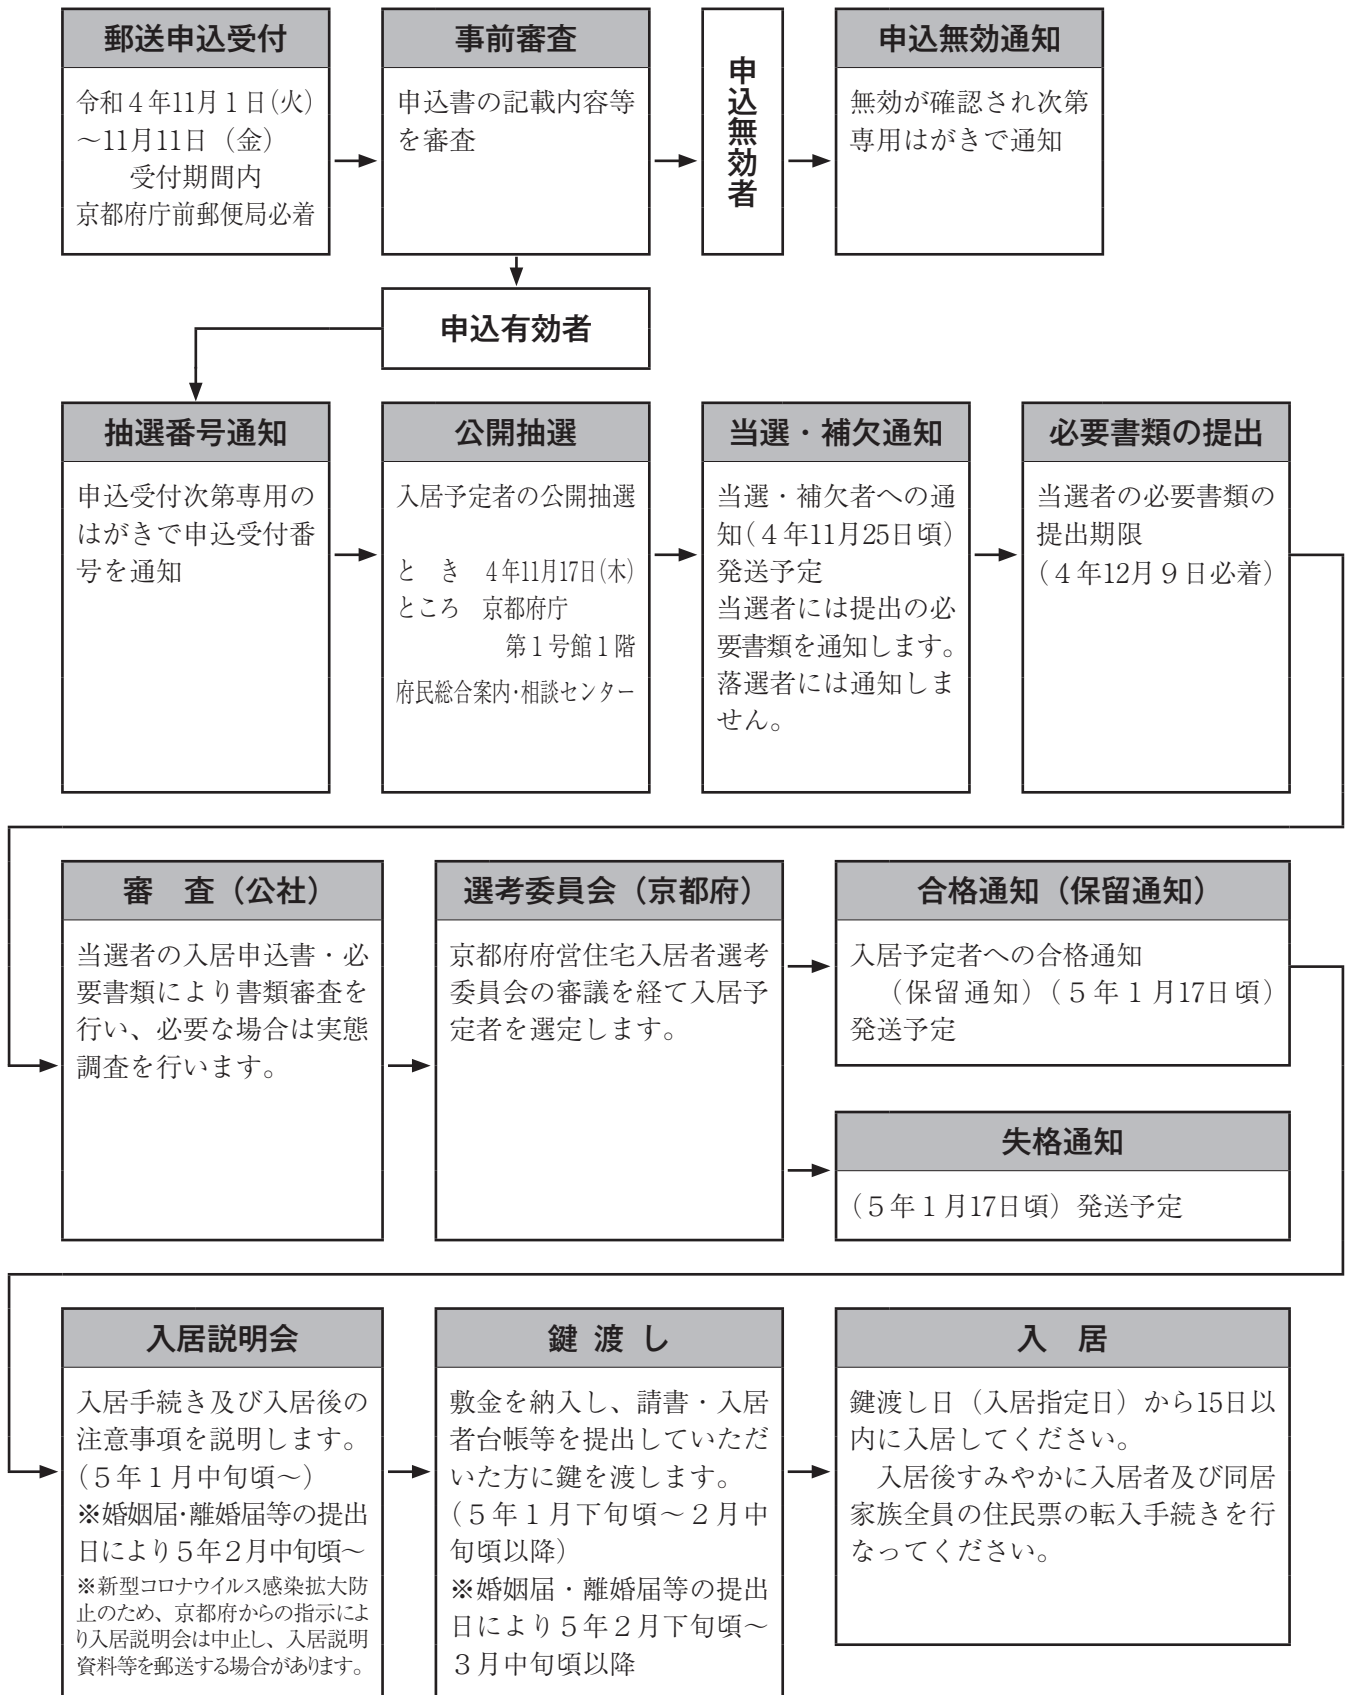 郵送申込受付
令和４年11月１日(火)
～11月11日（金）
受付期間内
京都府庁前郵便局必着
事前審査
申込書の記載内容等
を審査
申込無効者
申込無効通知
無効が確認され次第
専用はがきで通知
申込有効者
抽選番号通知
申込受付次第専用の
はがきで申込受付番
号を通知
公開抽選
入居予定者の公開抽選
と　き　４年11月17日(木)
ところ　京都府庁
第１号館１階
府民総合案内・相談センター
当選・補欠通知
当選・補欠者への通
知(４年11月25日頃)
発送予定
当選者には提出の必
要書類を通知します。
落選者には通知しま
せん。
必要書類の提出
当選者の必要書類の
提出期限
(４年12月９日必着)
審　査（公社）
当選者の入居申込書・必
要書類により書類審査を
行い、必要な場合は実態
調査を行います。
選考委員会（京都府）
京都府府営住宅入居者選考
委員会の審議を経て入居予
定者を選定します。
合格通知（保留通知）
入居予定者への合格通知
（保留通知）(５年１月17日頃)
発送予定
失格通知
(５年１月17日頃) 発送予定
入居説明会
入居手続き及び入居後の
注意事項を説明します。
(５年１月中旬頃～)
※婚姻届・離婚届等の提出
日により５年２月中旬頃～
※新型コロナウイルス感染拡大防
止のため、京都府からの指示によ
り入居説明会は中止し、入居説明
資料等を郵送する場合があります。
鍵 渡 し
敷金を納入し、請書・入居
者台帳等を提出していただ
いた方に鍵を渡します。
(５年１月下旬頃～２月中
旬頃以降)
※婚姻届・離婚届等の提出
日により５年２月下旬頃～
３月中旬頃以降
入　居
鍵渡し日（入居指定日）から15日以
内に入居してください。
入居後すみやかに入居者及び同居
家族全員の住民票の転入手続きを行
なってください。